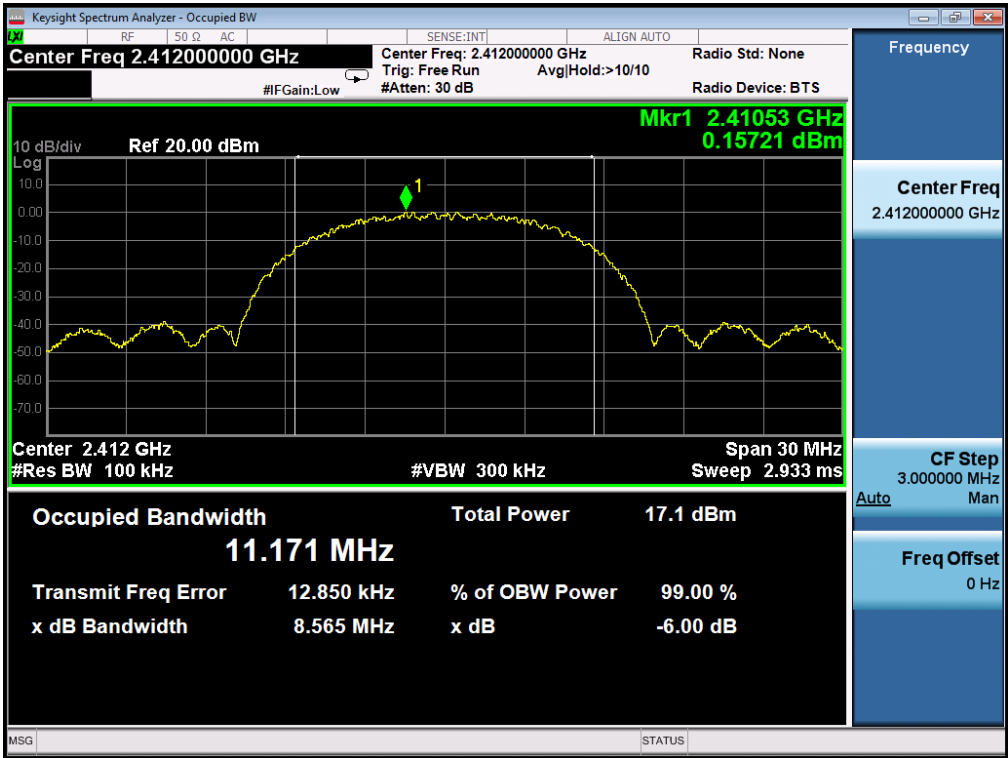 Keysight Spectrum Analyzer - Occupied BW
LXI RF 50 Ω AC SENSE:INT ALIGN AUTO
Center Freq 2.412000000 GHz
#IFGain:Low
Center Freq: 2.412000000 GHz
Trig: Free Run Avg|Hold:>10/10
#Atten: 30 dB
Radio Std: None
Radio Device: BTS
Mkr1 2.41053 GHz
0.15721 dBm
10 dB/div Ref 20.00 dBm
Log
10.0
0.00
-10.0
-20.0
-30.0
-40.0
-50.0
-60.0
-70.0
1
Center 2.412 GHz Span 30 MHz
#Res BW 100 kHz #VBW 300 kHz Sweep 2.933 ms
Occupied Bandwidth Total Power 17.1 dBm
11.171 MHz
Transmit Freq Error 12.850 kHz % of OBW Power 99.00 %
x dB Bandwidth 8.565 MHz x dB -6.00 dB
Frequency
Center Freq
2.412000000 GHz
CF Step
3.000000 MHz
Auto Man
Freq Offset
0 Hz
MSG STATUS